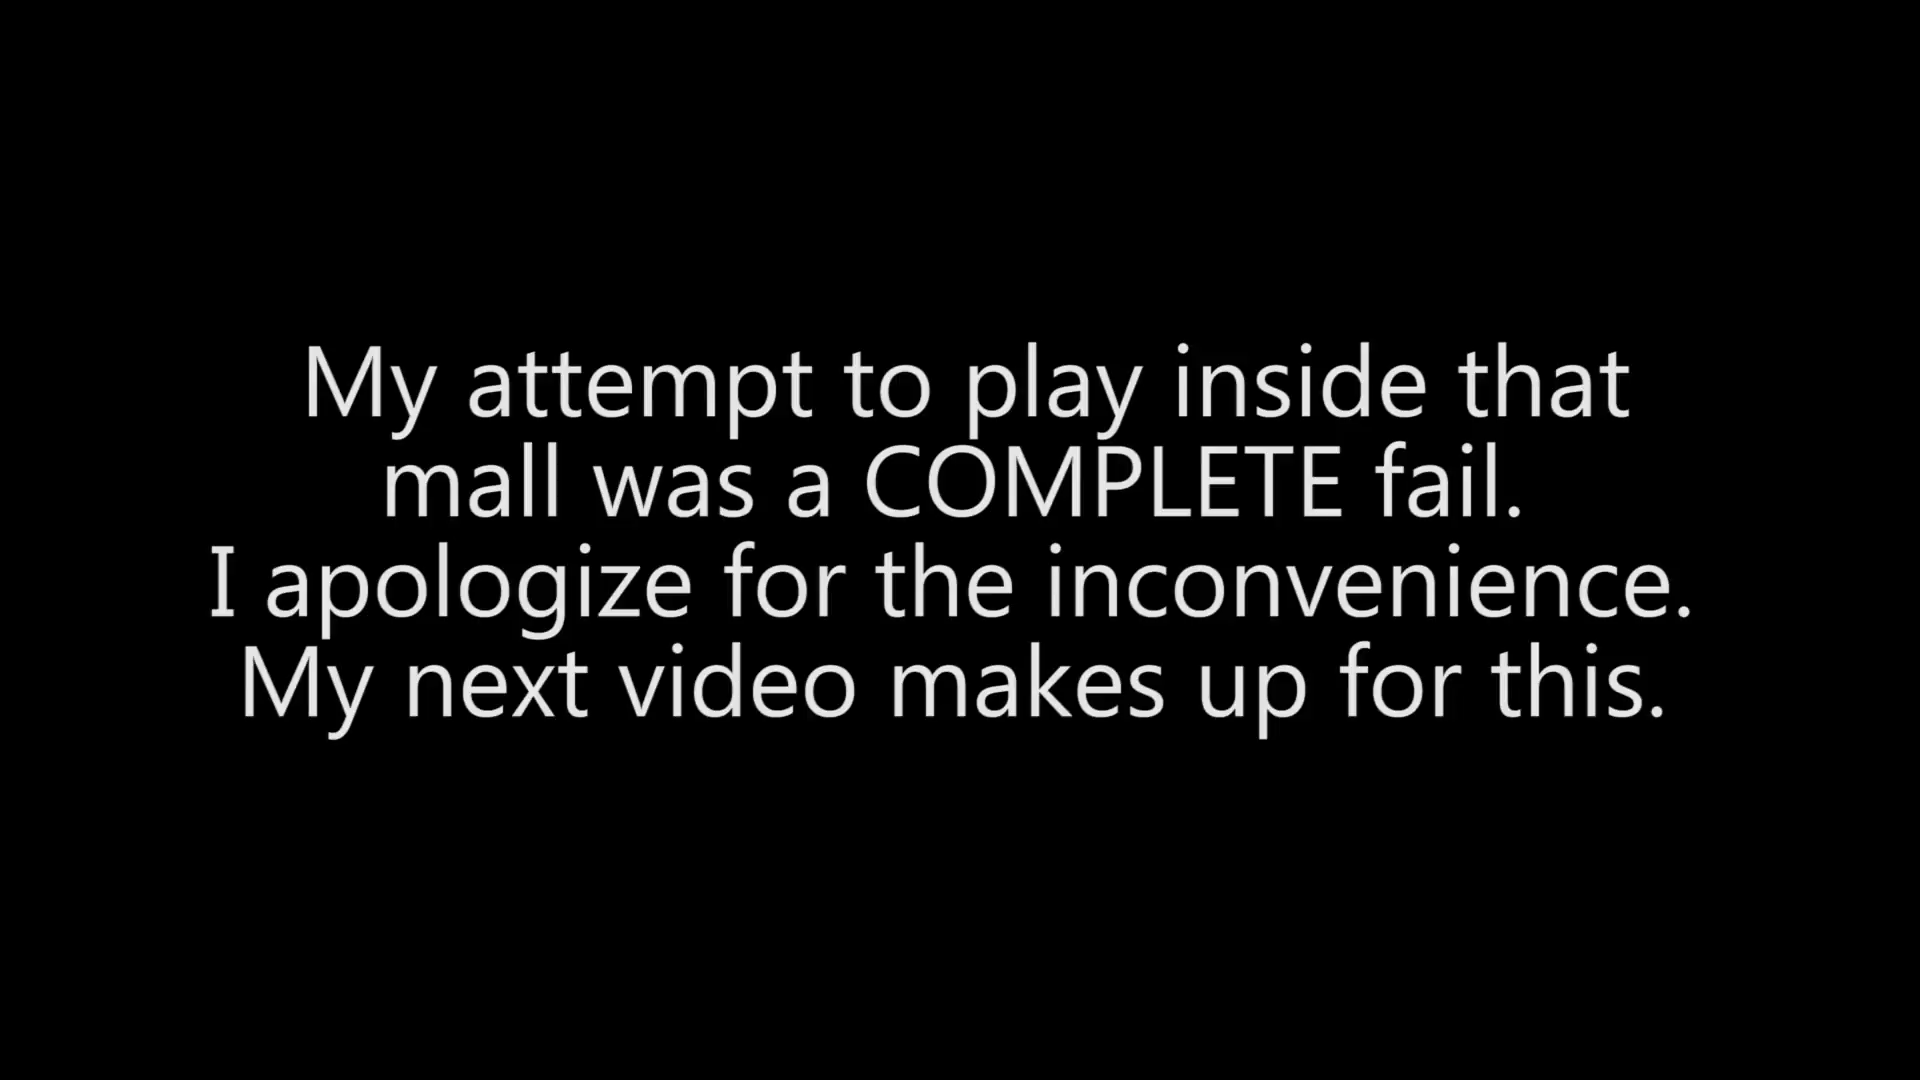 My attempt to play inside that
mall was a COMPLETE fail.
I apologize for the inconvenience.
My next video makes up for this.